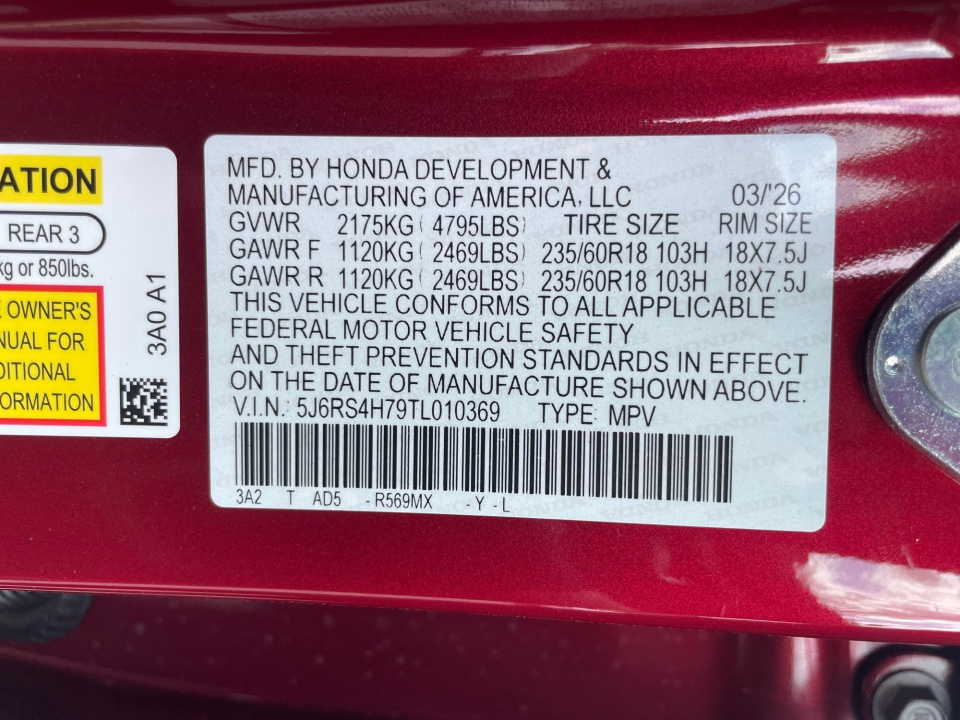 ATION
REAR 3
kg or 850lbs.
OWNER'S
NUAL FOR
DITIONAL
FORMATION
3A0 A1
MFD. BY HONDA DEVELOPMENT &
MANUFACTURING OF AMERICA, LLC 03/'26
GVWR 2175KG ( 4795LBS) TIRE SIZE RIM SIZE
GAWR F 1120KG ( 2469LBS) 235/60R18 103H 18X7.5J
GAWR R 1120KG ( 2469LBS) 235/60R18 103H 18X7.5J
THIS VEHICLE CONFORMS TO ALL APPLICABLE
FEDERAL MOTOR VEHICLE SAFETY
AND THEFT PREVENTION STANDARDS IN EFFECT
ON THE DATE OF MANUFACTURE SHOWN ABOVE.
V.I.N.: 5J6RS4H79TL010369 TYPE: MPV
3A2 T AD5 -R569MX -Y -L